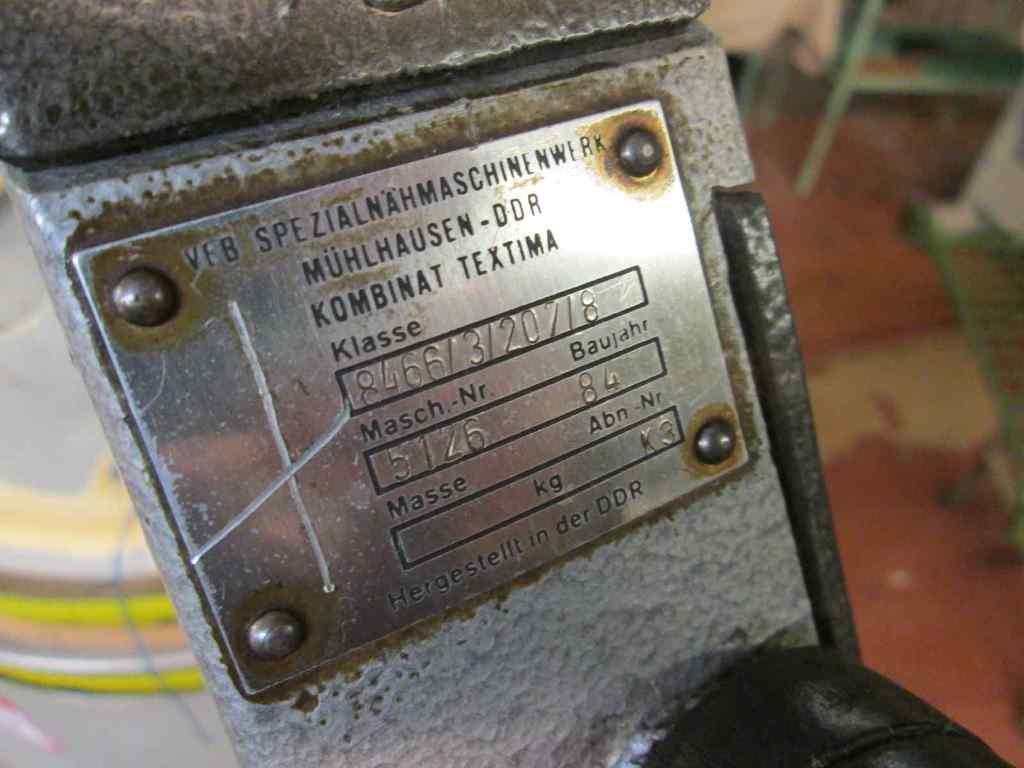 VEB SPEZIALNÄHMASCHINENWERK
MÜHLHAUSEN-DDR
KOMBINAT TEXTIMA
Klasse
8466/3/207/8
Masch.-Nr. Baujahr
5126 84
Masse Abn.-Nr
kg K3
Hergestellt in der DDR